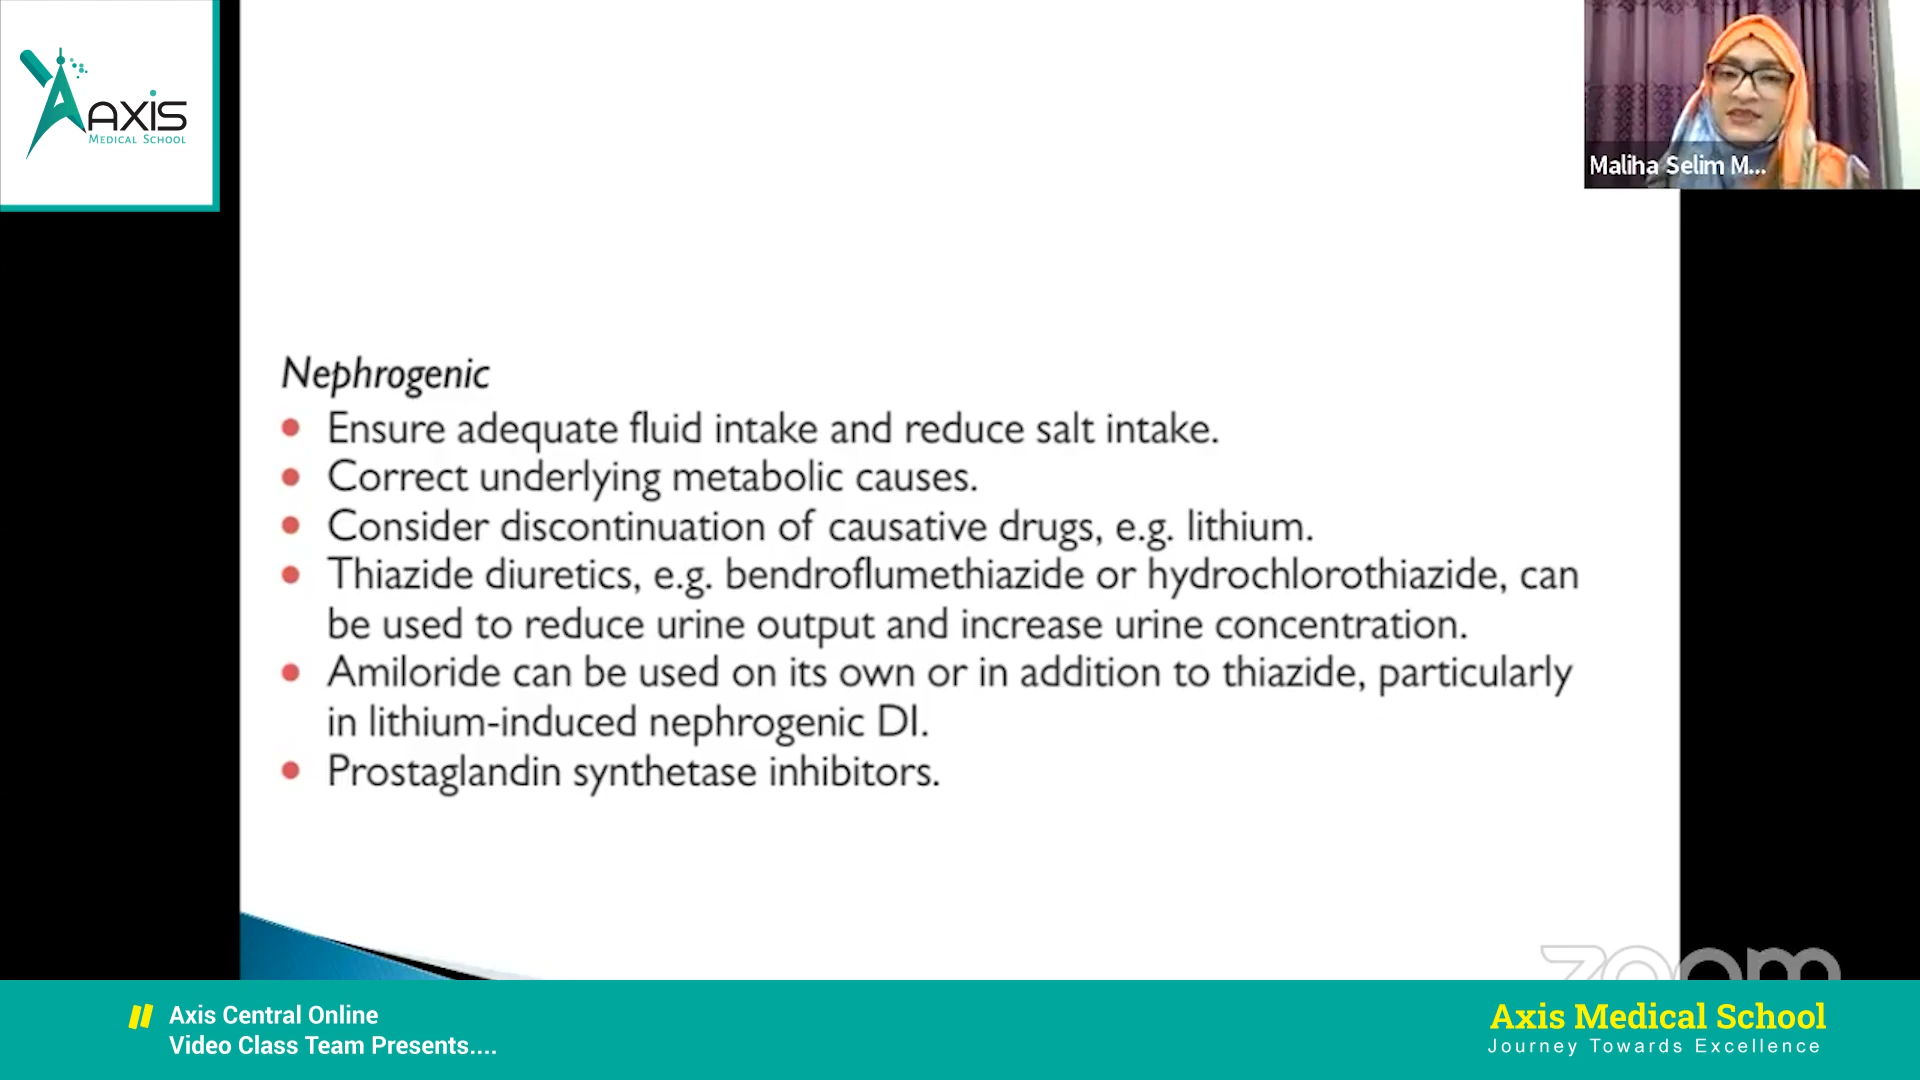 AXIS
MEDICAL SCHOOL
Maliha Selim M...
Nephrogenic
• Ensure adequate fluid intake and reduce salt intake.
• Correct underlying metabolic causes.
• Consider discontinuation of causative drugs, e.g. lithium.
• Thiazide diuretics, e.g. bendroflumethiazide or hydrochlorothiazide, can
be used to reduce urine output and increase urine concentration.
• Amiloride can be used on its own or in addition to thiazide, particularly
in lithium-induced nephrogenic DI.
• Prostaglandin synthetase inhibitors.
zoom
Axis Central Online
Video Class Team Presents....
Axis Medical School
Journey Towards Excellence